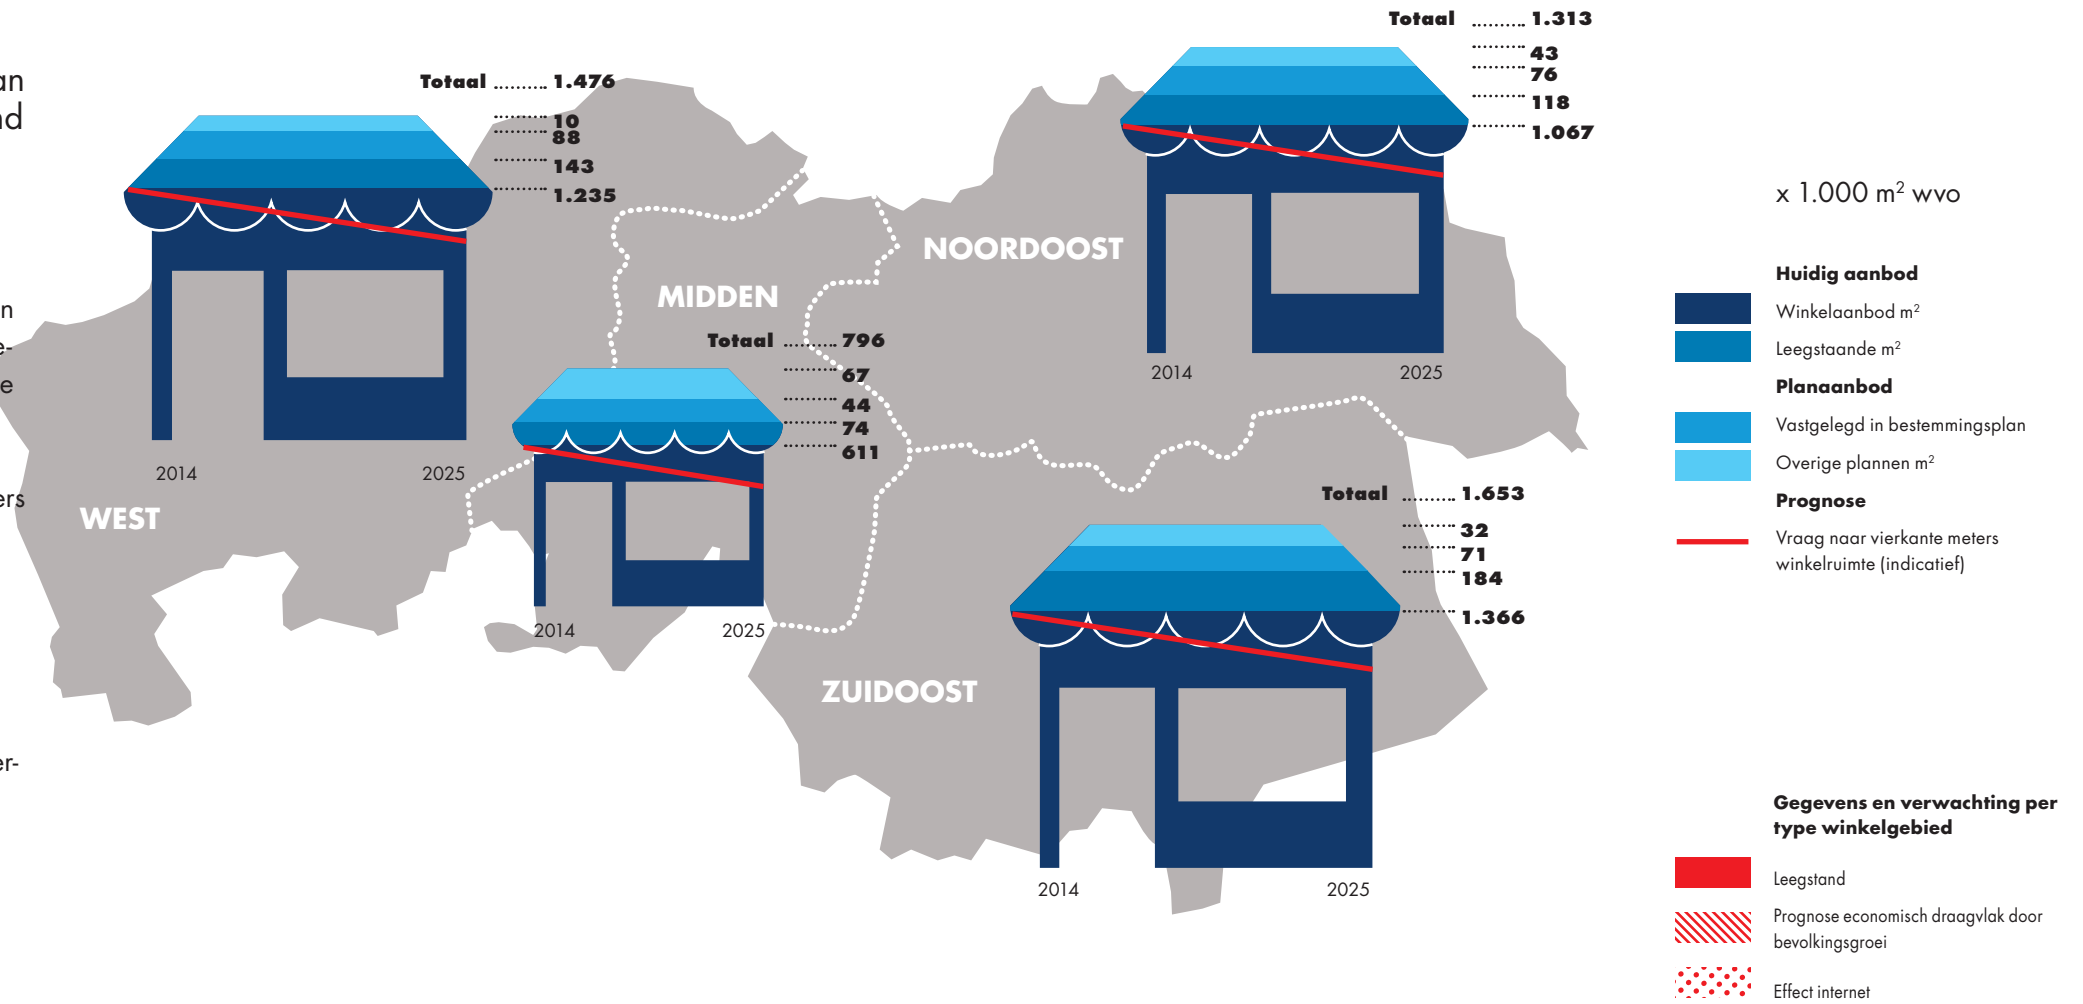 an
nd
n
e-
e
ers
er-
Totaal ......... 1.476
10
88
143
1.235
2014 2025
WEST
MIDDEN
Totaal ......... 796
67
44
74
611
2014 2025
NOORDOOST
Totaal ......... 1.313
43
76
118
1.067
2014 2025
ZUIDOOST
Totaal ......... 1.653
32
71
184
1.366
2014 2025
x 1.000 m² wvo
Huidig aanbod
Winkelaanbod m²
Leegstaande m²
Planaanbod
Vastgelegd in bestemmingsplan
Overige plannen m²
Prognose
Vraag naar vierkante meters
winkelruimte (indicatief)
Gegevens en verwachting per
type winkelgebied
Leegstand
Prognose economisch draagvlak door
bevolkingsgroei
Effect internet